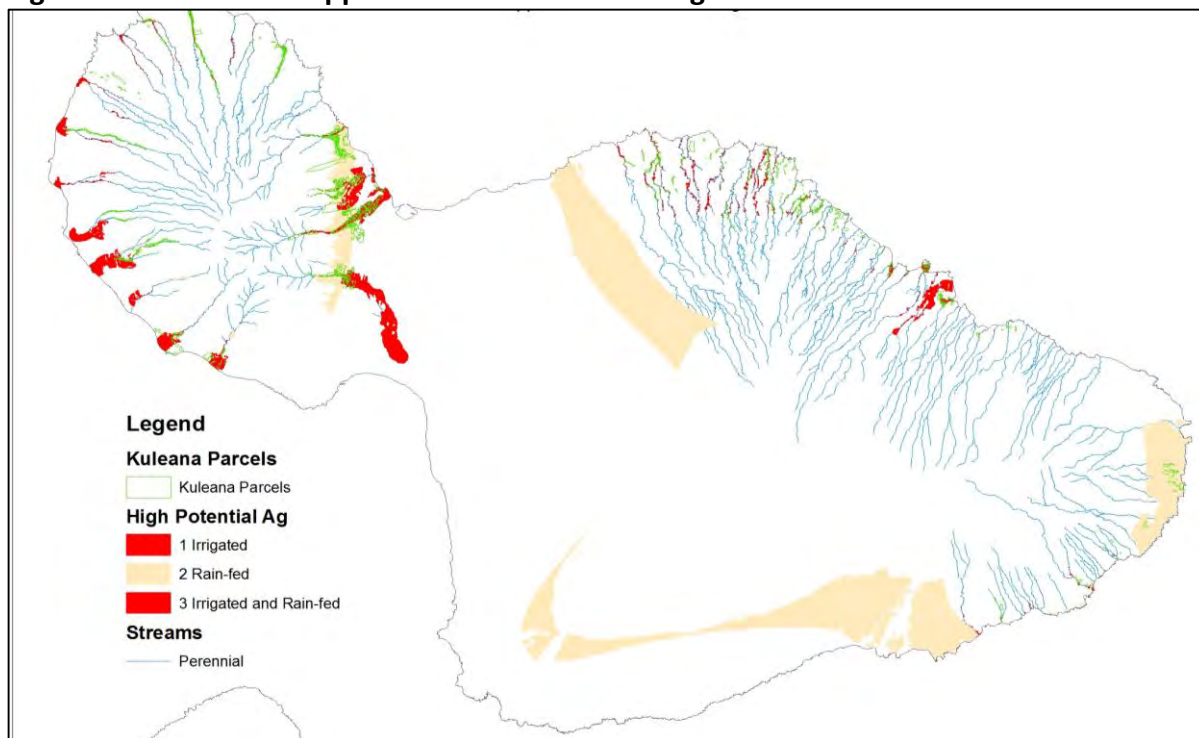 Legend
Kuleana Parcels
Kuleana Parcels
High Potential Ag
1 Irrigated
2 Rain-fed
3 Irrigated and Rain-fed
Streams
Perennial